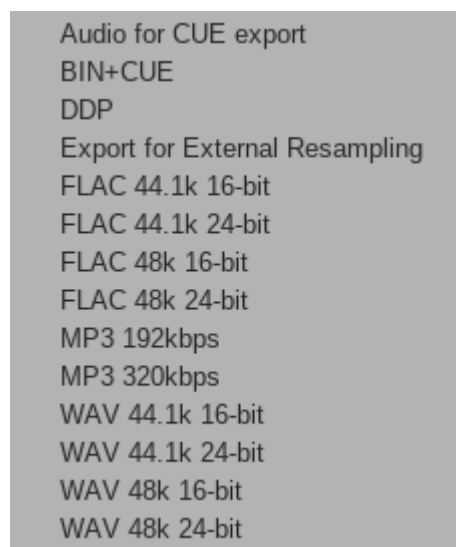 Audio for CUE export
BIN+CUE
DDP
Export for External Resampling
FLAC 44.1k 16-bit
FLAC 44.1k 24-bit
FLAC 48k 16-bit
FLAC 48k 24-bit
MP3 192kbps
MP3 320kbps
WAV 44.1k 16-bit
WAV 44.1k 24-bit
WAV 48k 16-bit
WAV 48k 24-bit